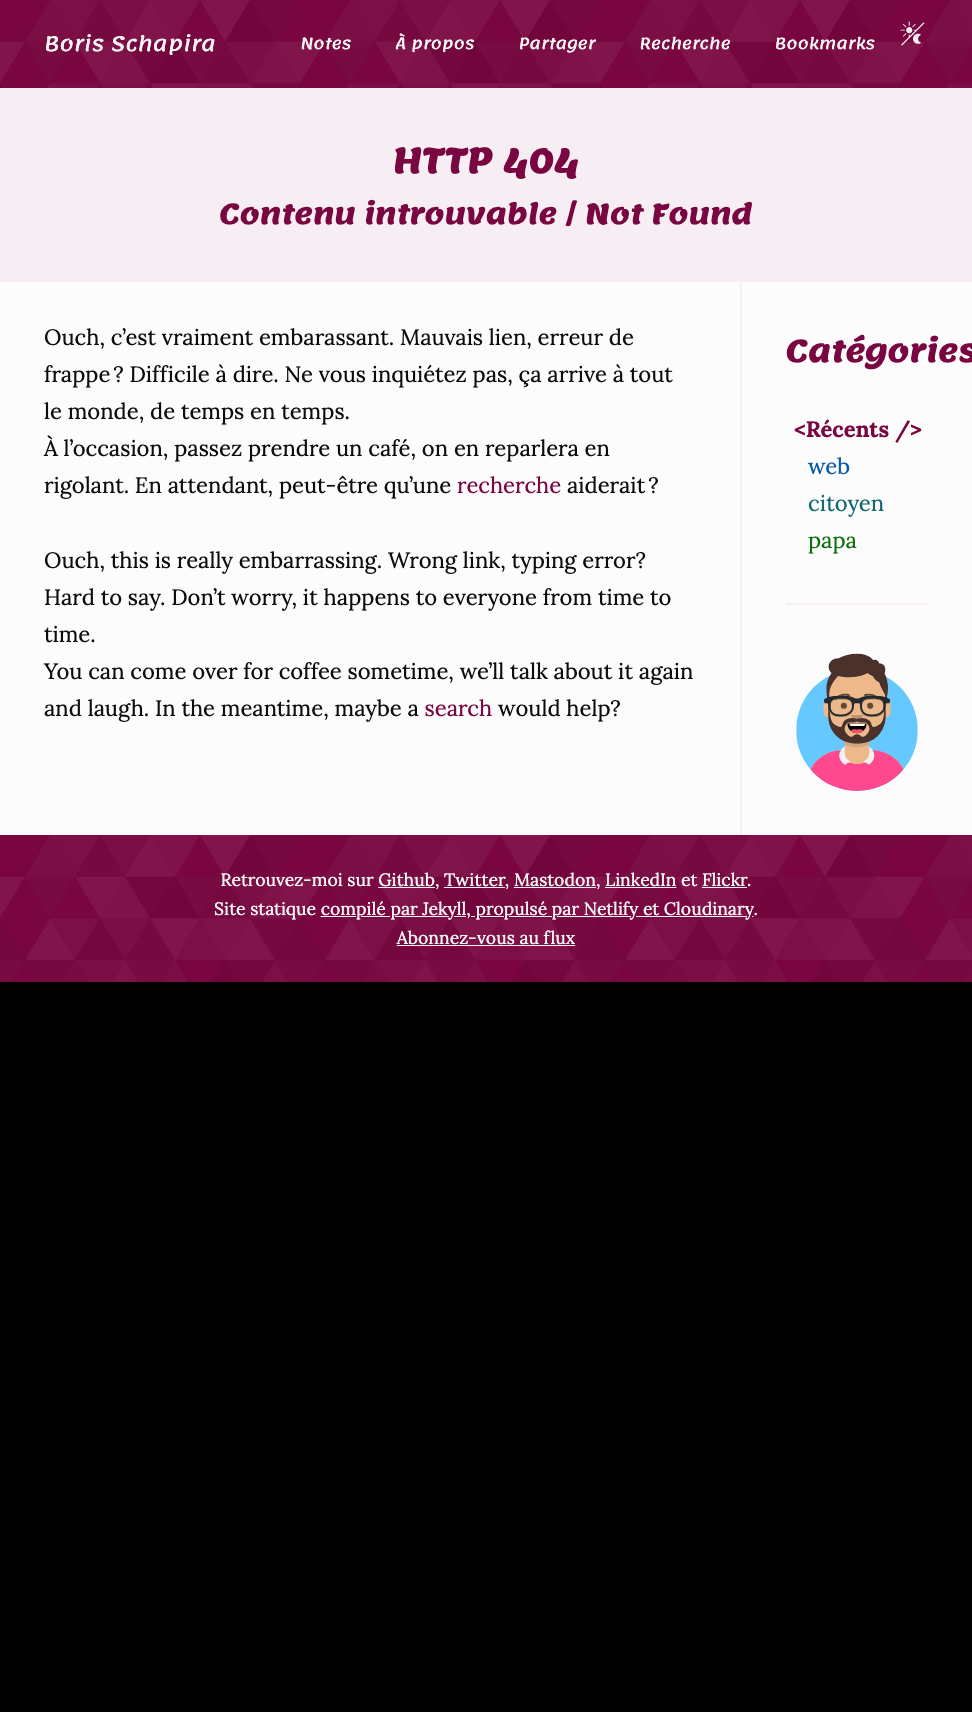 Boris Schapira
Notes
À propos
Partager
Recherche
Bookmarks
HTTP 404
Contenu introuvable / Not Found
Ouch, c’est vraiment embarassant. Mauvais lien, erreur de
frappe ? Difficile à dire. Ne vous inquiétez pas, ça arrive à tout
le monde, de temps en temps.
À l’occasion, passez prendre un café, on en reparlera en
rigolant. En attendant, peut-être qu’une recherche aiderait ?
Ouch, this is really embarrassing. Wrong link, typing error?
Hard to say. Don’t worry, it happens to everyone from time to
time.
You can come over for coffee sometime, we’ll talk about it again
and laugh. In the meantime, maybe a search would help?
Catégories
<Récents />
web
citoyen
papa
Retrouvez-moi sur Github, Twitter, Mastodon, LinkedIn et Flickr.
Site statique compilé par Jekyll, propulsé par Netlify et Cloudinary.
Abonnez-vous au flux